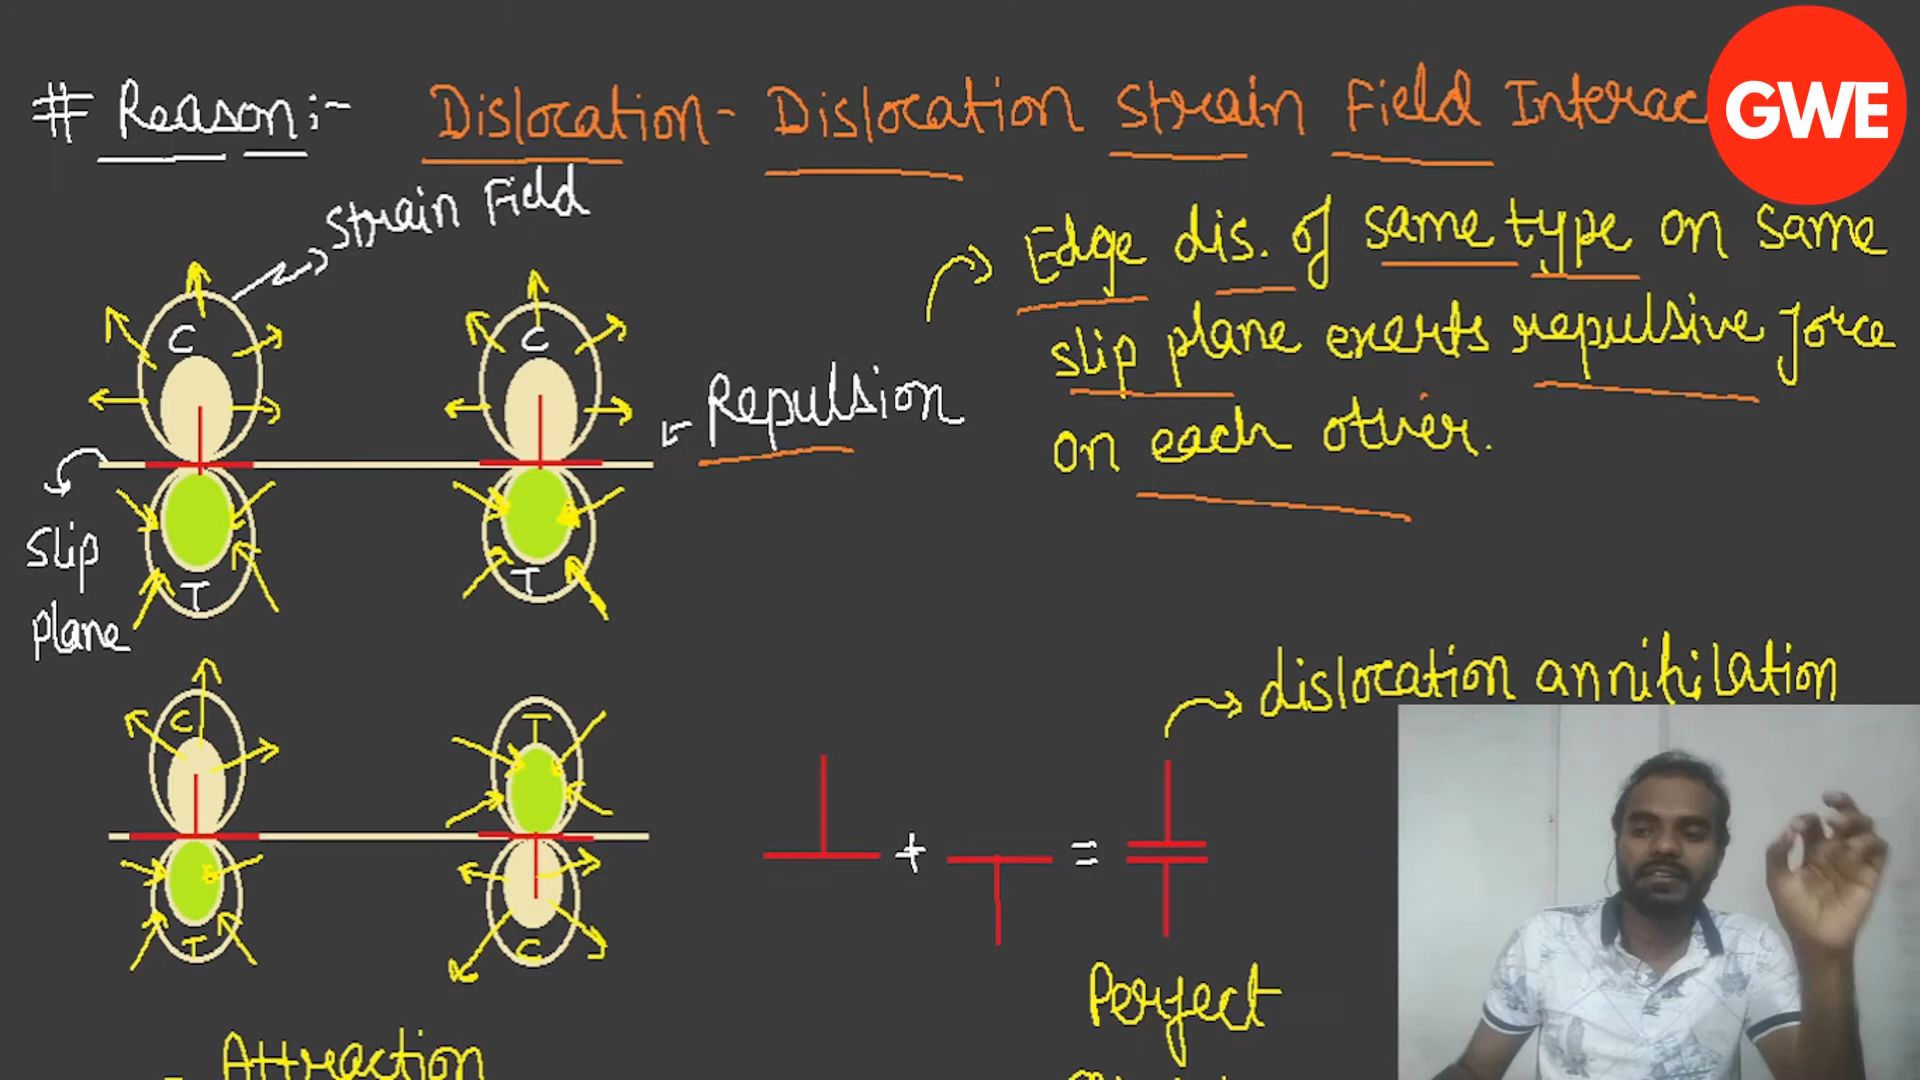 # Reason:- Dislocation-Dislocation Strain Field Interac
GWE
Strain Field
C
C
Repulsion
T
T
Slip
plane
Edge dis. of same type on same
slip plane exerts repulsive force
on each other.
C
T
T
C
dislocation annihilation
+ =
Perfect
Attraction